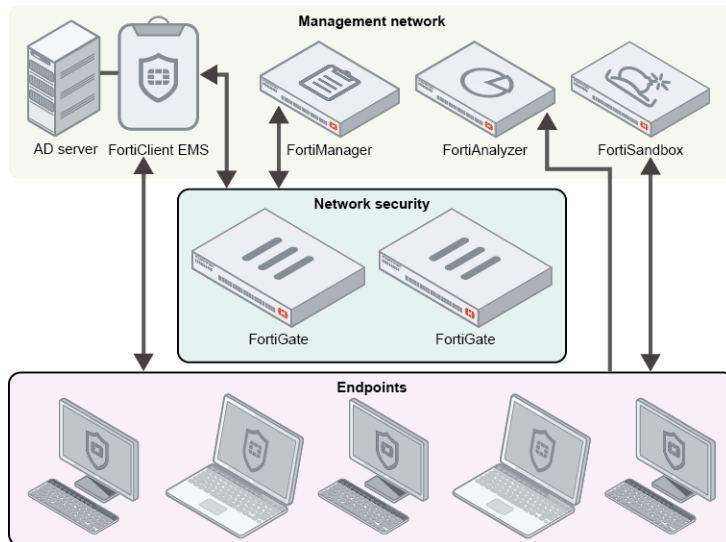 Management network
AD server
FortiClient EMS
FortiManager
FortiAnalyzer
FortiSandbox
Network security
FortiGate
FortiGate
Endpoints